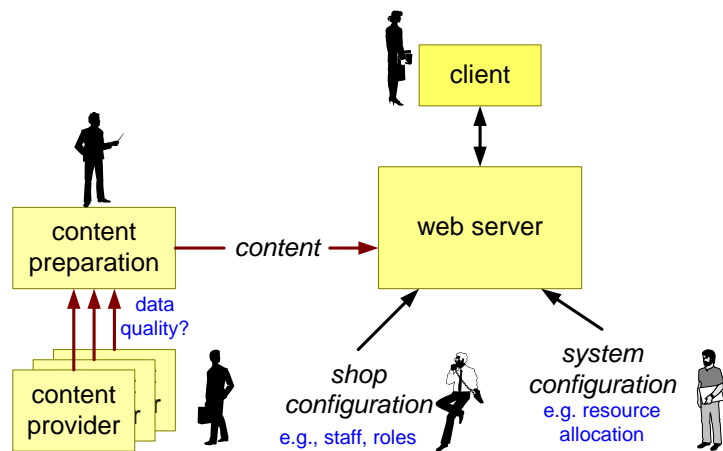 client
web server
content
preparation
content
data
quality?
content
provider
r
r
shop
configuration
e.g., staff, roles
system
configuration
e.g. resource
allocation